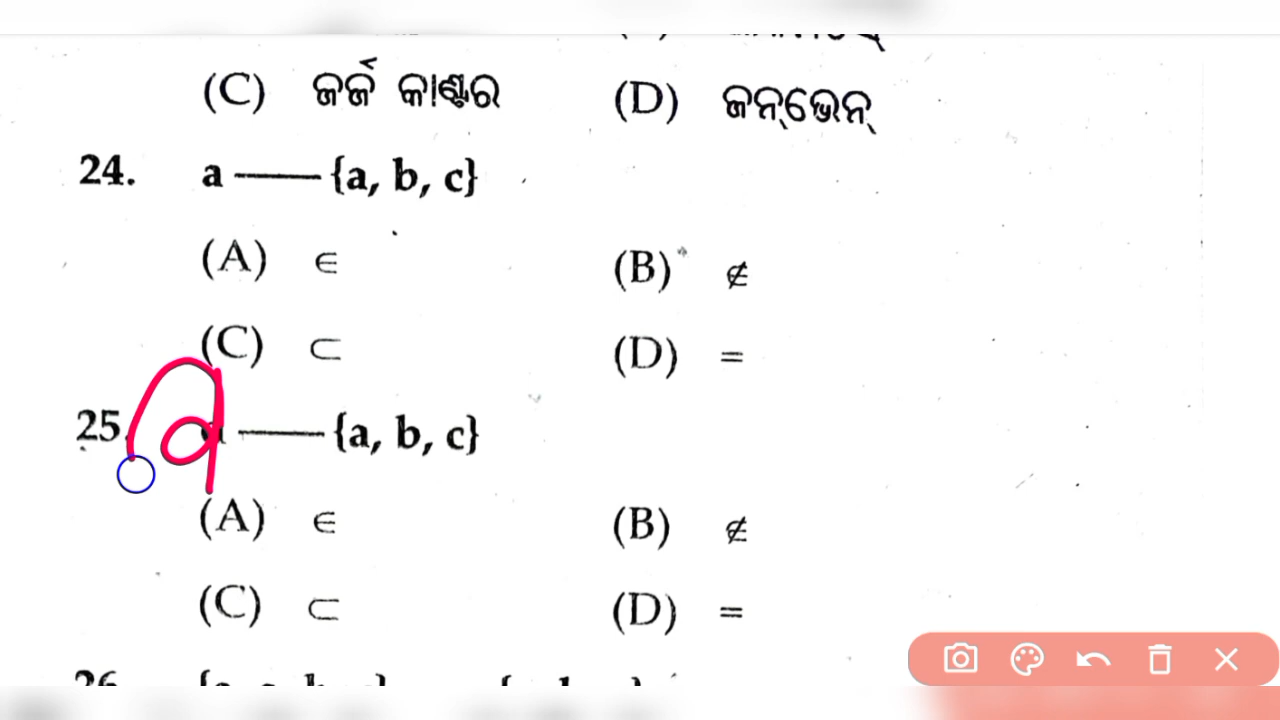 (C) ଜର୍ଜ କାଣ୍ଟର (D) ଜନ୍‌ଭେନ୍
24. a —— {a, b, c}
(A) ∈ (B) ∉
(C) ⊂ (D) =
25. —— {a, b, c}
(A) ∈ (B) ∉
(C) ⊂ (D) =